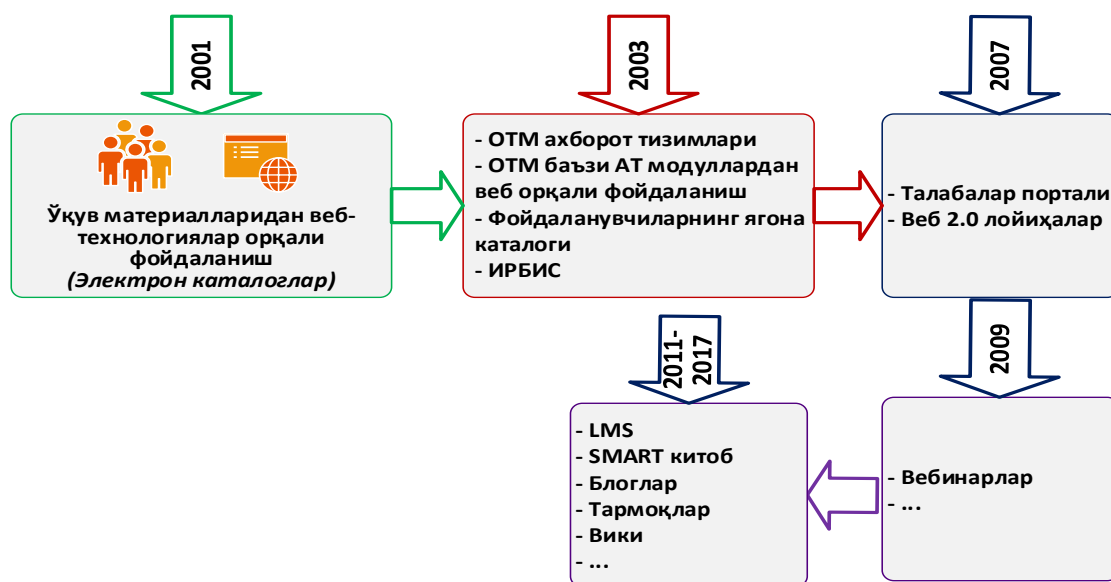 2001
Ўқув материалларидан веб-
технологиялар орқали
фойдаланиш
(Электрон каталоглар)
2003
- ОТМ ахборот тизимлари
- ОТМ баъзи АТ модуллардан
веб орқали фойдаланиш
- Фойдаланувчиларнинг ягона
каталоги
- ИРБИС
2007
- Талабалар портали
- Веб 2.0 лойиҳалар
2009
- Вебинарлар
- ...
2011-
2017
- LMS
- SMART китоб
- Блоглар
- Тармоқлар
- Вики
- ...